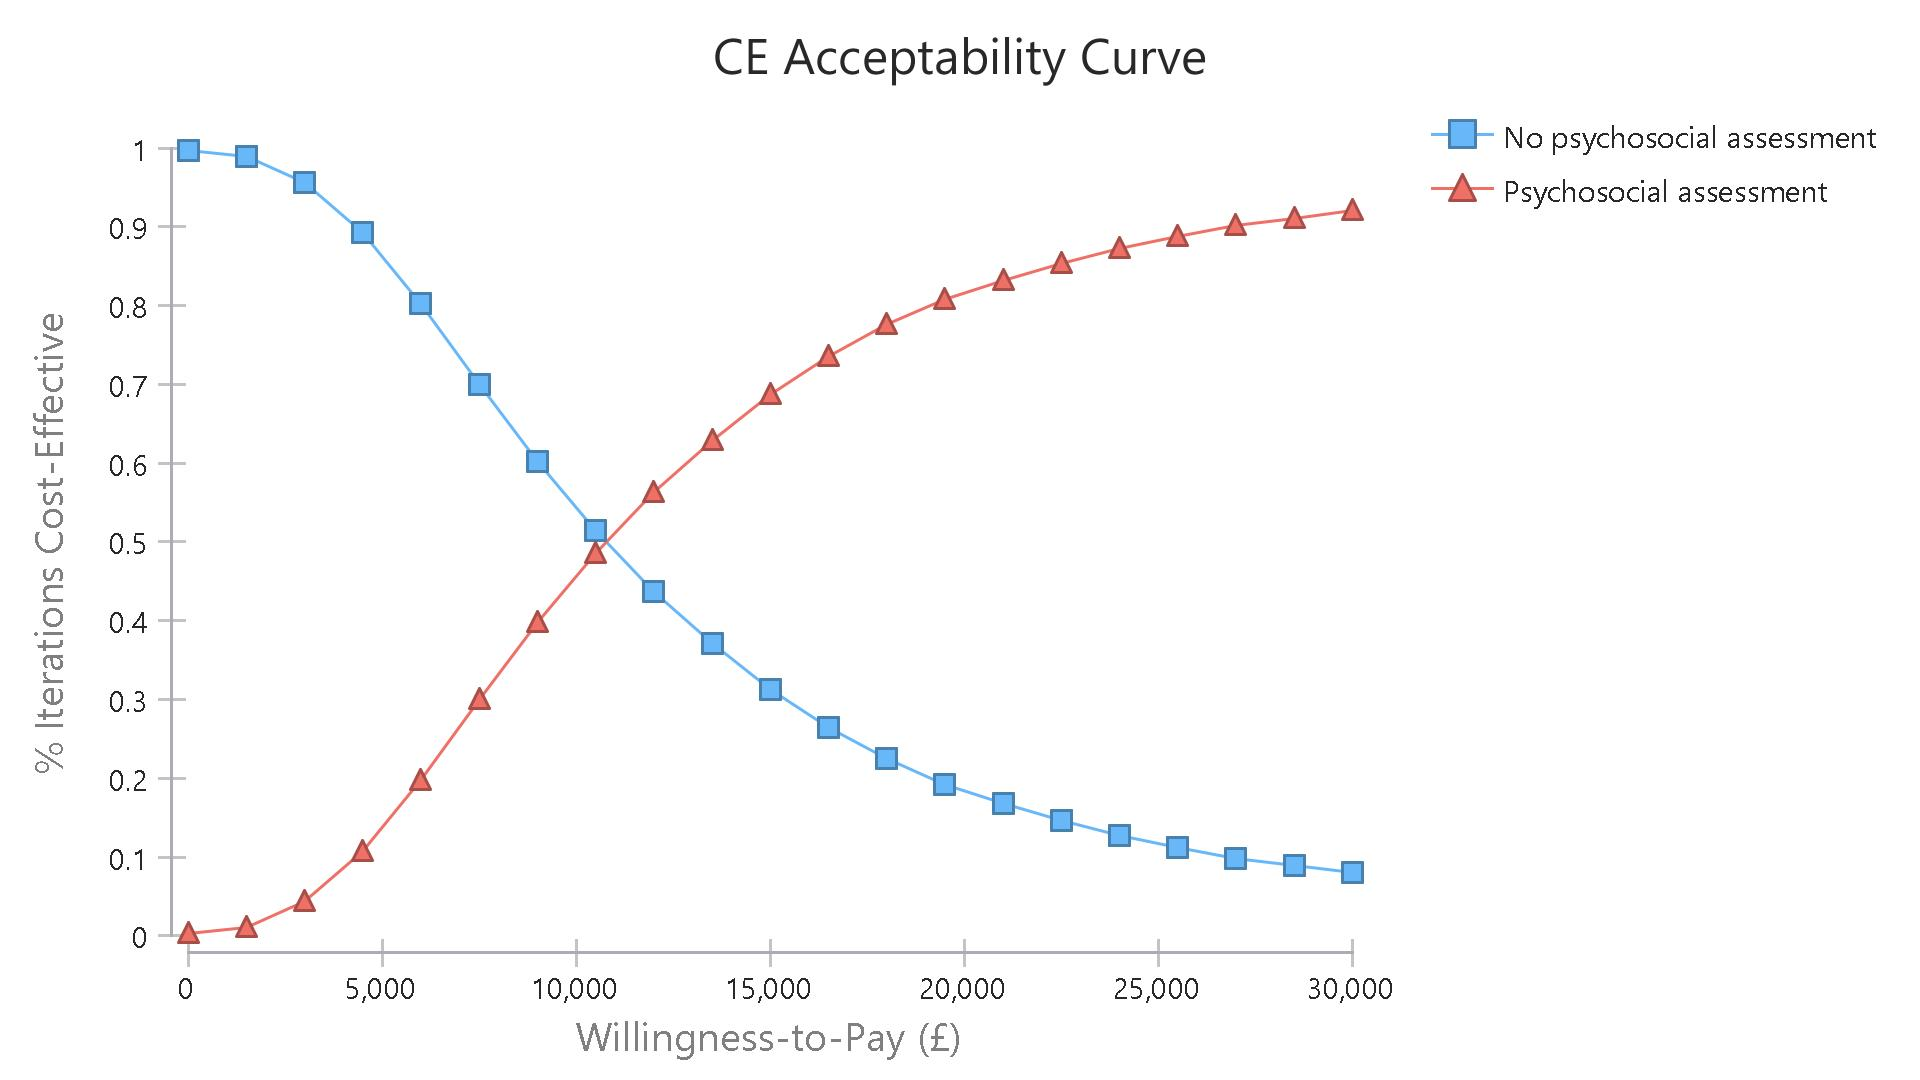 CE Acceptability Curve
No psychosocial assessment
Psychosocial assessment
% Iterations Cost-Effective
1
0.9
0.8
0.7
0.6
0.5
0.4
0.3
0.2
0.1
0
0 5,000 10,000 15,000 20,000 25,000 30,000
Willingness-to-Pay (£)